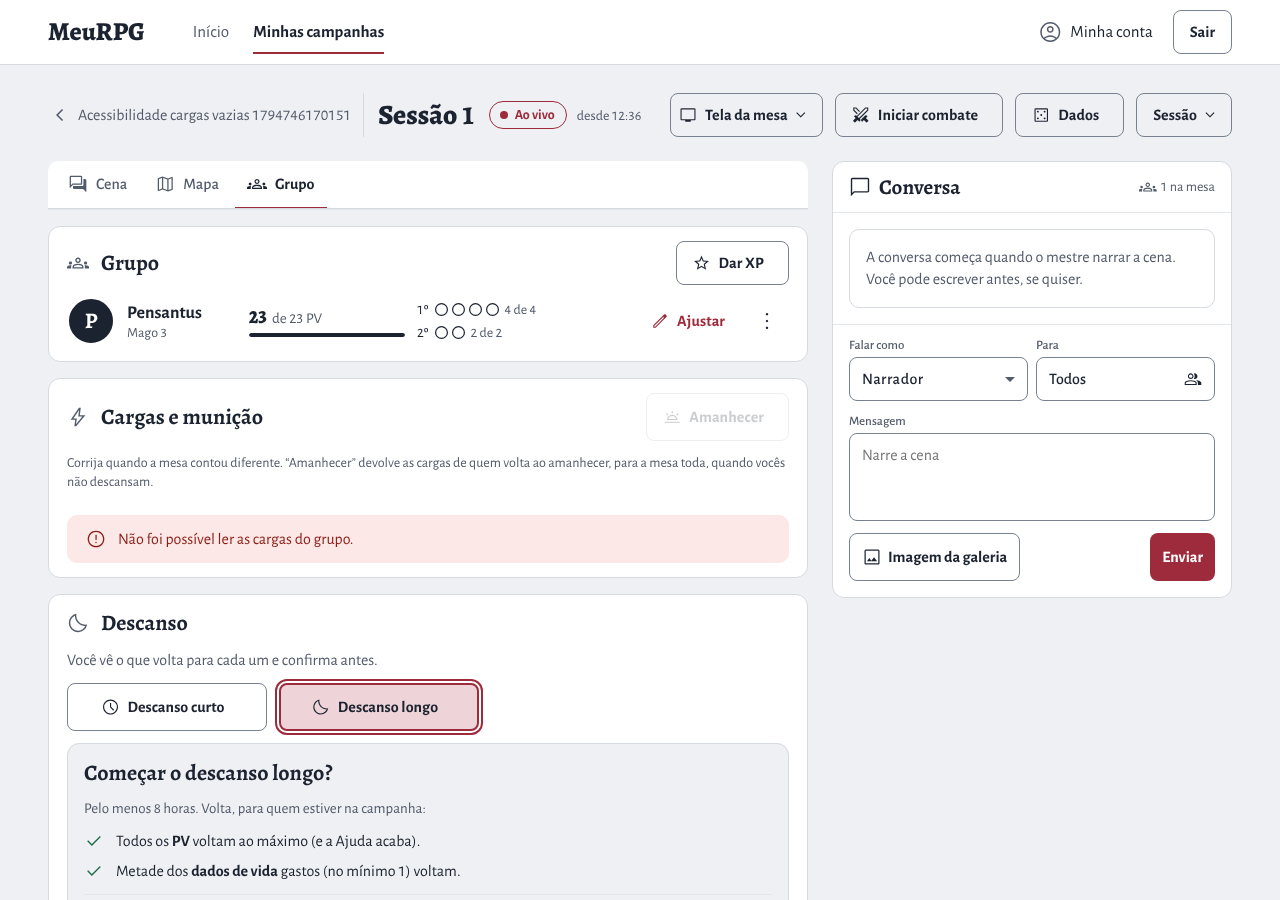 MeuRPG
Início
Minhas campanhas
Minha conta
Sair
Acessibilidade cargas vazias 1794746170151
Sessão 1
Ao vivo
desde 12:36
Tela da mesa
Iniciar combate
Dados
Sessão
Cena
Mapa
Grupo
Grupo
Dar XP
P
Pensantus
Mago 3
23 de 23 PV
1º 4 de 4
2º 2 de 2
Ajustar
Cargas e munição
Amanhecer
Corrija quando a mesa contou diferente. “Amanhecer” devolve as cargas de quem volta ao amanhecer, para a mesa toda, quando vocês
não descansam.
Não foi possível ler as cargas do grupo.
Descanso
Você vê o que volta para cada um e confirma antes.
Descanso curto
Descanso longo
Começar o descanso longo?
Pelo menos 8 horas. Volta, para quem estiver na campanha:
Todos os PV voltam ao máximo (e a Ajuda acaba).
Metade dos dados de vida gastos (no mínimo 1) voltam.
Conversa
1 na mesa
A conversa começa quando o mestre narrar a cena.
Você pode escrever antes, se quiser.
Falar como
Para
Narrador
Todos
Mensagem
Narre a cena
Imagem da galeria
Enviar